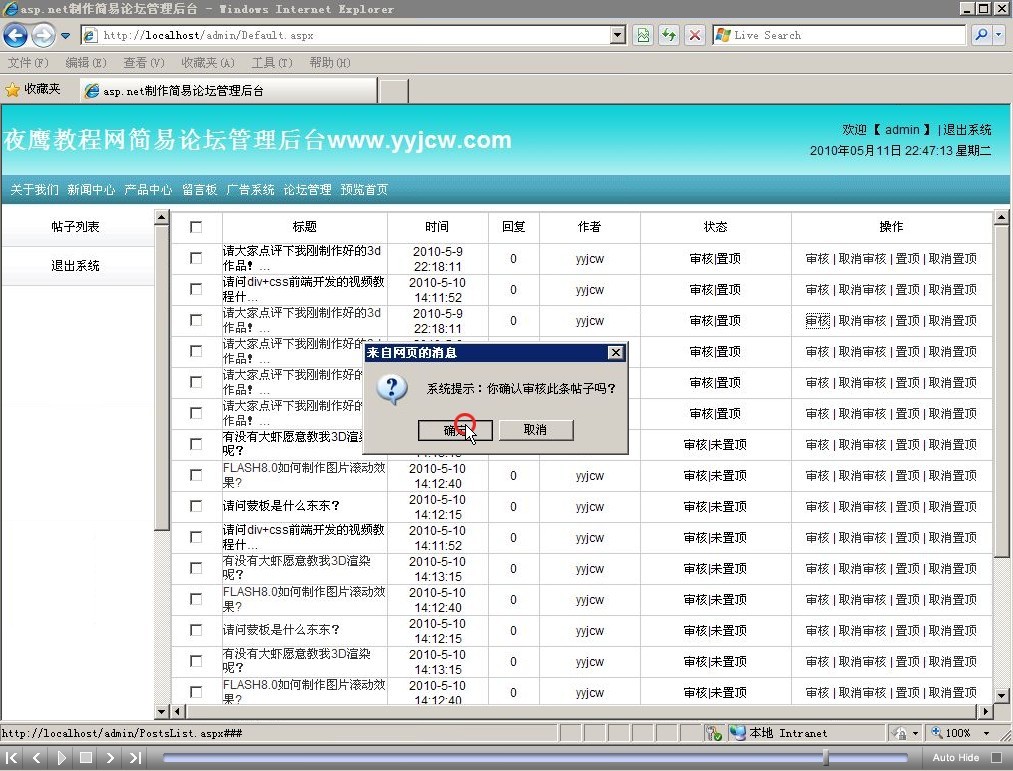 asp.net制作简易论坛管理后台 - Windows Internet Explorer
http://localhost/admin/Default.aspx
Live Search
文件(F) 编辑(E) 查看(V) 收藏夹(A) 工具(T) 帮助(H)
收藏夹 asp.net制作简易论坛管理后台
夜鹰教程网简易论坛管理后台www.yyjcw.com
欢迎【 admin 】 | 退出系统
2010年05月11日 22:47:13 星期二
关于我们 新闻中心 产品中心 留言板 广告系统 论坛管理 预览首页
帖子列表
退出系统
标题 时间 回复 作者 状态 操作
请大家点评下我刚制作好的3d作品！... 2010-5-9 22:18:11 0 yyjcw 审核|置顶 审核 | 取消审核 | 置顶 | 取消置顶
请问div+css前端开发的视频教程什... 2010-5-10 14:11:52 0 yyjcw 审核|置顶 审核 | 取消审核 | 置顶 | 取消置顶
请大家点评下我刚制作好的3d作品！... 2010-5-9 22:18:11 0 yyjcw 审核|置顶 审核 | 取消审核 | 置顶 | 取消置顶
请大家点评下我刚制作好的 作品！... 审核|置顶 审核 | 取消审核 | 置顶 | 取消置顶
请大家点评下我刚制作好的 作品！... 审核|置顶 审核 | 取消审核 | 置顶 | 取消置顶
请大家点评下我刚制作好的 作品！... 审核|置顶 审核 | 取消审核 | 置顶 | 取消置顶
有没有大虾愿意教我3D渲染呢？ 审核|未置顶 审核 | 取消审核 | 置顶 | 取消置顶
来自网页的消息
系统提示：你确认审核此条帖子吗？
确定 取消
FLASH8.0如何制作图片滚动效果？ 2010-5-10 14:12:40 0 yyjcw 审核|未置顶 审核 | 取消审核 | 置顶 | 取消置顶
请问蒙板是什么东东？ 2010-5-10 14:12:15 0 yyjcw 审核|未置顶 审核 | 取消审核 | 置顶 | 取消置顶
请问div+css前端开发的视频教程什... 2010-5-10 14:11:52 0 yyjcw 审核|未置顶 审核 | 取消审核 | 置顶 | 取消置顶
有没有大虾愿意教我3D渲染呢？ 2010-5-10 14:13:15 0 yyjcw 审核|未置顶 审核 | 取消审核 | 置顶 | 取消置顶
FLASH8.0如何制作图片滚动效果？ 2010-5-10 14:12:40 0 yyjcw 审核|未置顶 审核 | 取消审核 | 置顶 | 取消置顶
请问蒙板是什么东东？ 2010-5-10 14:12:15 0 yyjcw 审核|未置顶 审核 | 取消审核 | 置顶 | 取消置顶
有没有大虾愿意教我3D渲染呢？ 2010-5-10 14:13:15 0 yyjcw 审核|未置顶 审核 | 取消审核 | 置顶 | 取消置顶
FLASH8.0如何制作图片滚动效果？ 2010-5-10 14:12:40 0 yyjcw 审核|未置顶 审核 | 取消审核 | 置顶 | 取消置顶
http://localhost/admin/PostsList.aspx### 本地 Intranet 100%
Auto Hide